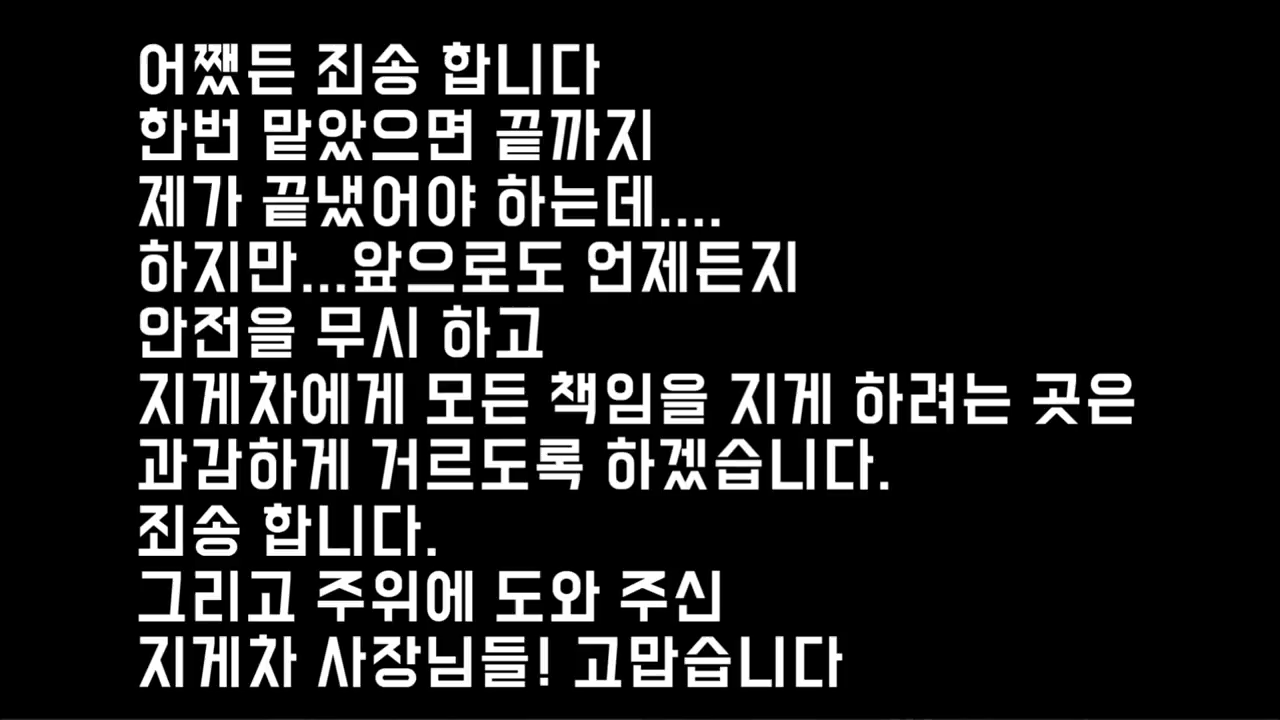 어쨌든 죄송 합니다
한번 맡았으면 끝까지
제가 끝냈어야 하는데....
하지만...앞으로도 언제든지
안전을 무시 하고
지게차에게 모든 책임을 지게 하려는 곳은
과감하게 거르도록 하겠습니다.
죄송 합니다.
그리고 주위에 도와 주신
지게차 사장님들! 고맙습니다